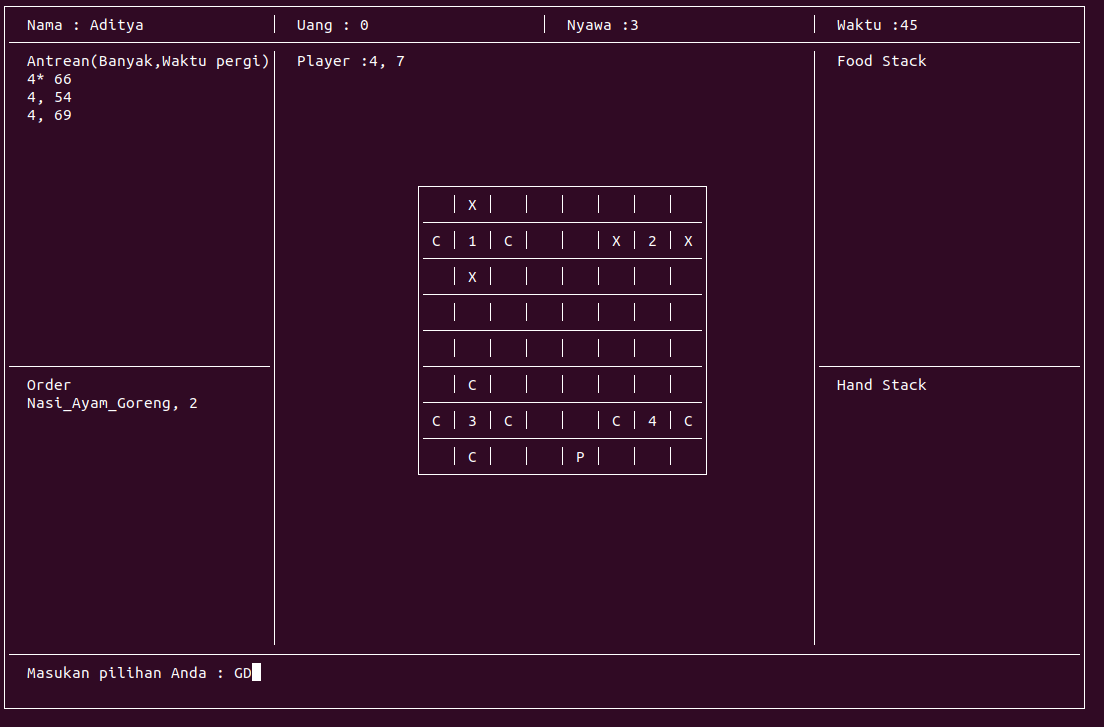 Nama : Aditya
Uang : 0
Nyawa :3
Waktu :45
Antrean(Banyak,Waktu pergi)
4* 66
4, 54
4, 69
Player :4, 7
Food Stack
X
C 1 C X 2 X
X
C
C 3 C C 4 C
C P
Order
Nasi_Ayam_Goreng, 2
Hand Stack
Masukan pilihan Anda : GD